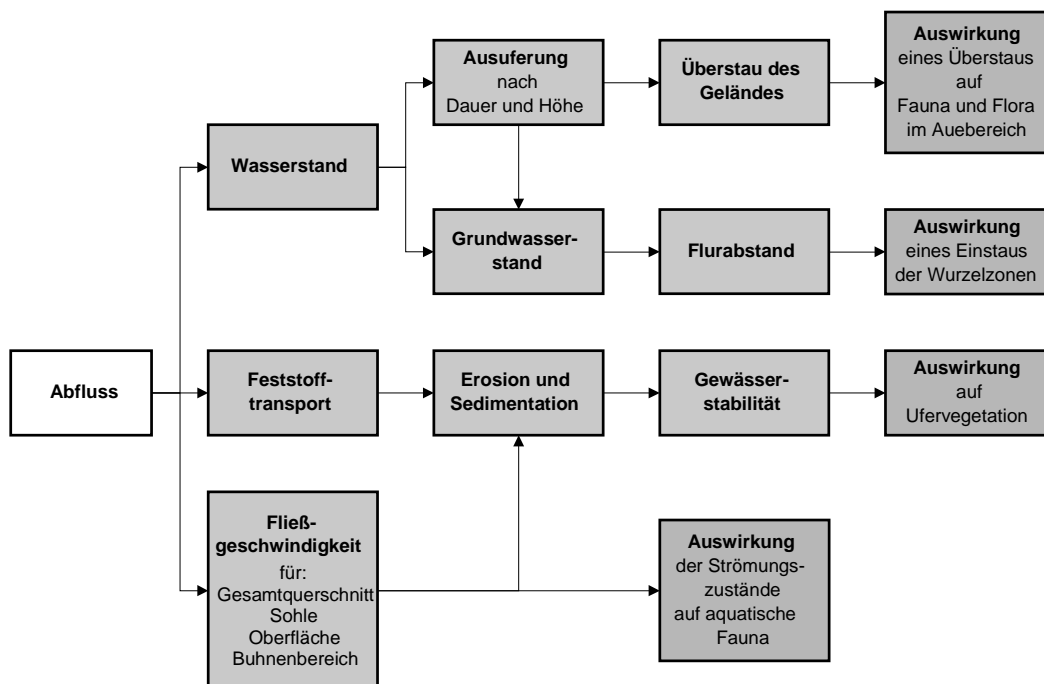 Ausuferung
nach
Dauer und Höhe
Überstau des
Geländes
Auswirkung
eines Überstaus
auf
Fauna und Flora
im Auebereich
Wasserstand
Grundwasser-
stand
Flurabstand
Auswirkung
eines Einstaus
der Wurzelzonen
Abfluss
Feststoff-
transport
Erosion und
Sedimentation
Gewässer-
stabilität
Auswirkung
auf
Ufervegetation
Fließ-
geschwindigkeit
für:
Gesamtquerschnitt
Sohle
Oberfläche
Buhnenbereich
Auswirkung
der Strömungs-
zustände
auf aquatische
Fauna